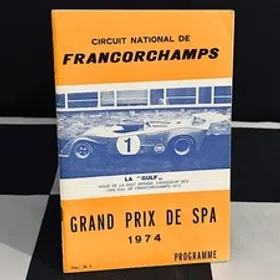 CIRCUIT NATIONAL DE
FRANCORCHAMPS
1
LA "GULF"
GRAND PRIX DE SPA
1974
PROGRAMME